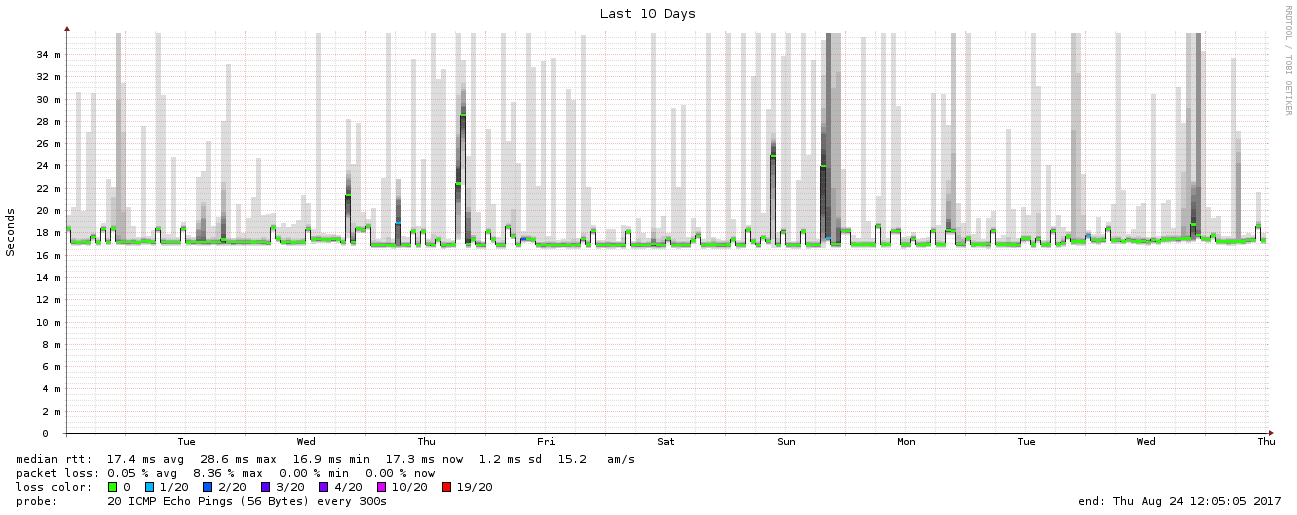 Last 10 Days
RRDTOOL / TOBI OETIKER
Seconds
34 m
32 m
30 m
28 m
26 m
24 m
22 m
20 m
18 m
16 m
14 m
12 m
10 m
8 m
6 m
4 m
2 m
0
Tue Wed Thu Fri Sat Sun Mon Tue Wed Thu
median rtt: 17.4 ms avg 28.6 ms max 16.9 ms min 17.3 ms now 1.2 ms sd 15.2 am/s
packet loss: 0.05 % avg 8.36 % max 0.00 % min 0.00 % now
loss color: 0 1/20 2/20 3/20 4/20 10/20 19/20
probe: 20 ICMP Echo Pings (56 Bytes) every 300s end: Thu Aug 24 12:05:05 2017